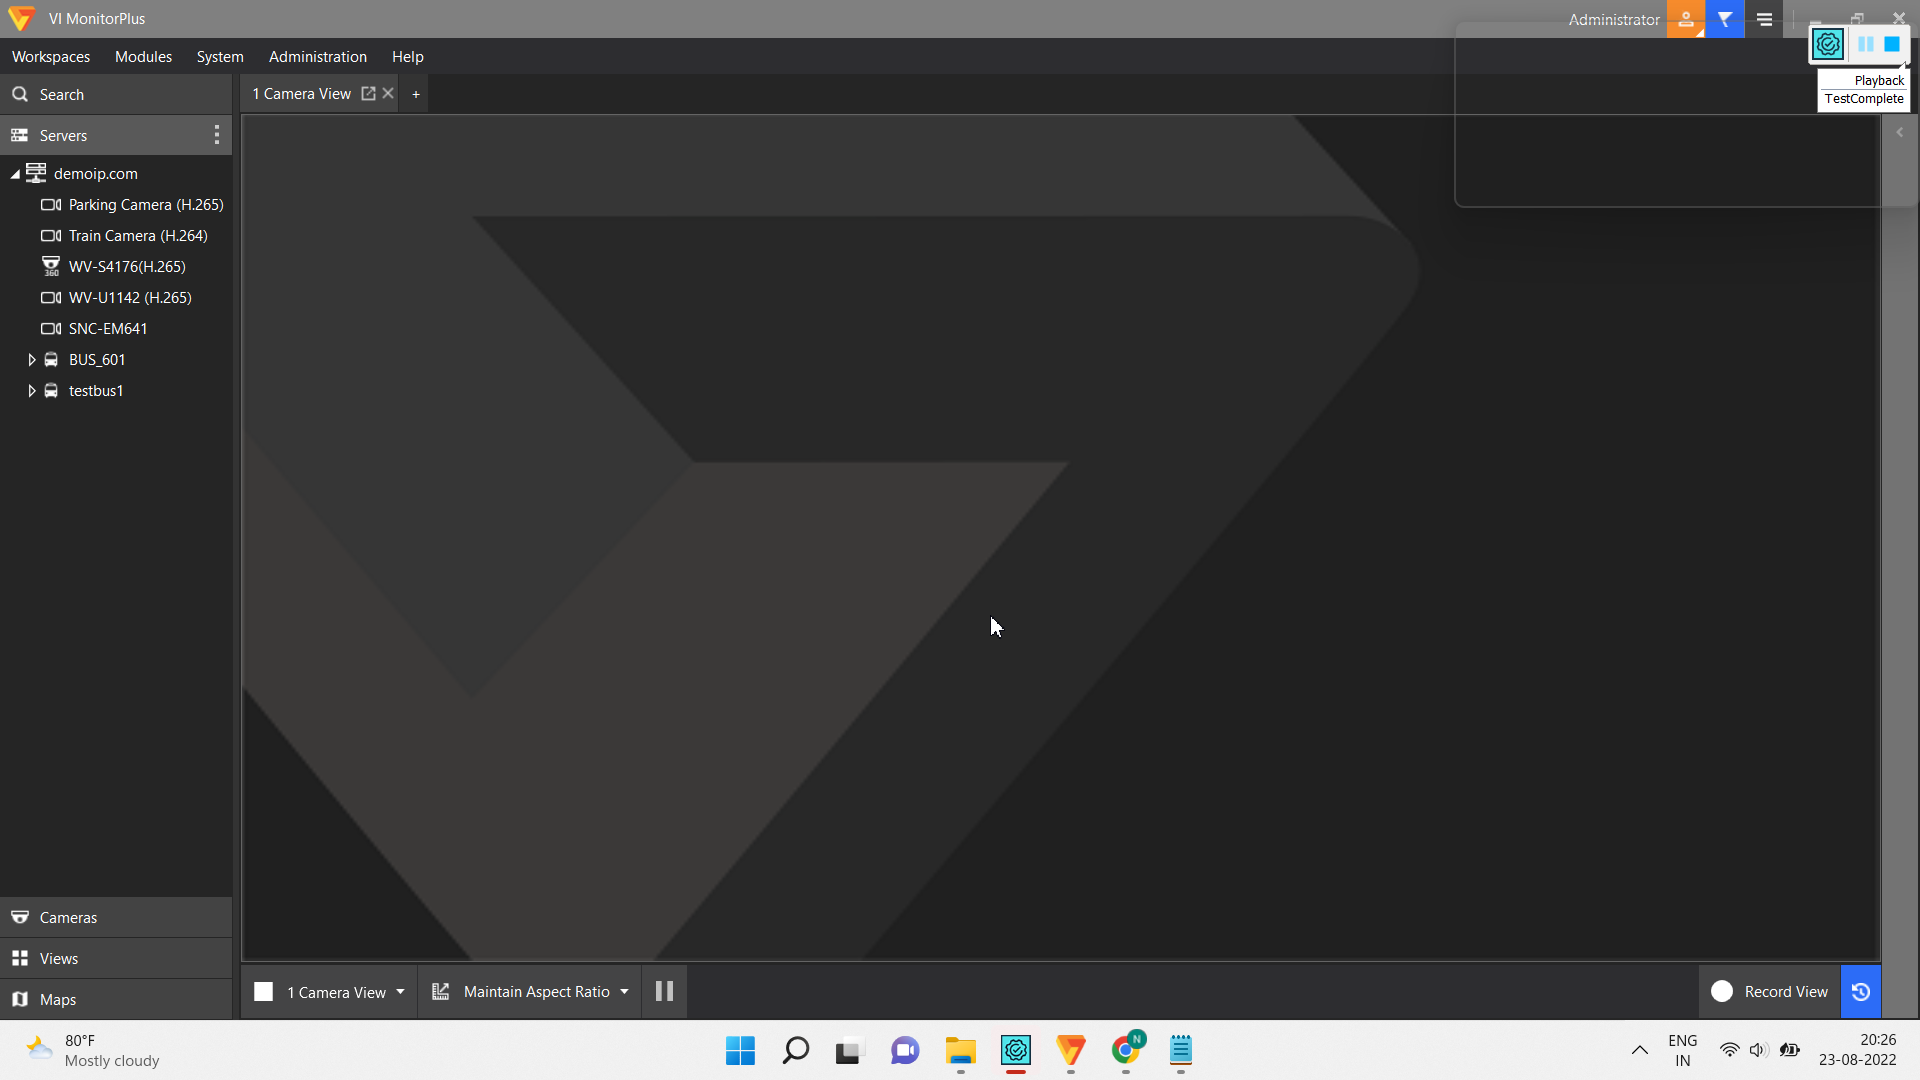 VI MonitorPlus
Administrator
Workspaces Modules System Administration Help
Playback
TestComplete
Search
1 Camera View +
Servers
demoip.com
Parking Camera (H.265)
Train Camera (H.264)
WV-S4176(H.265)
360
WV-U1142 (H.265)
SNC-EM641
BUS_601
testbus1
Cameras
Views
Maps
1 Camera View
Maintain Aspect Ratio
Record View
80°F
Mostly cloudy
N
ENG
IN
20:26
23-08-2022